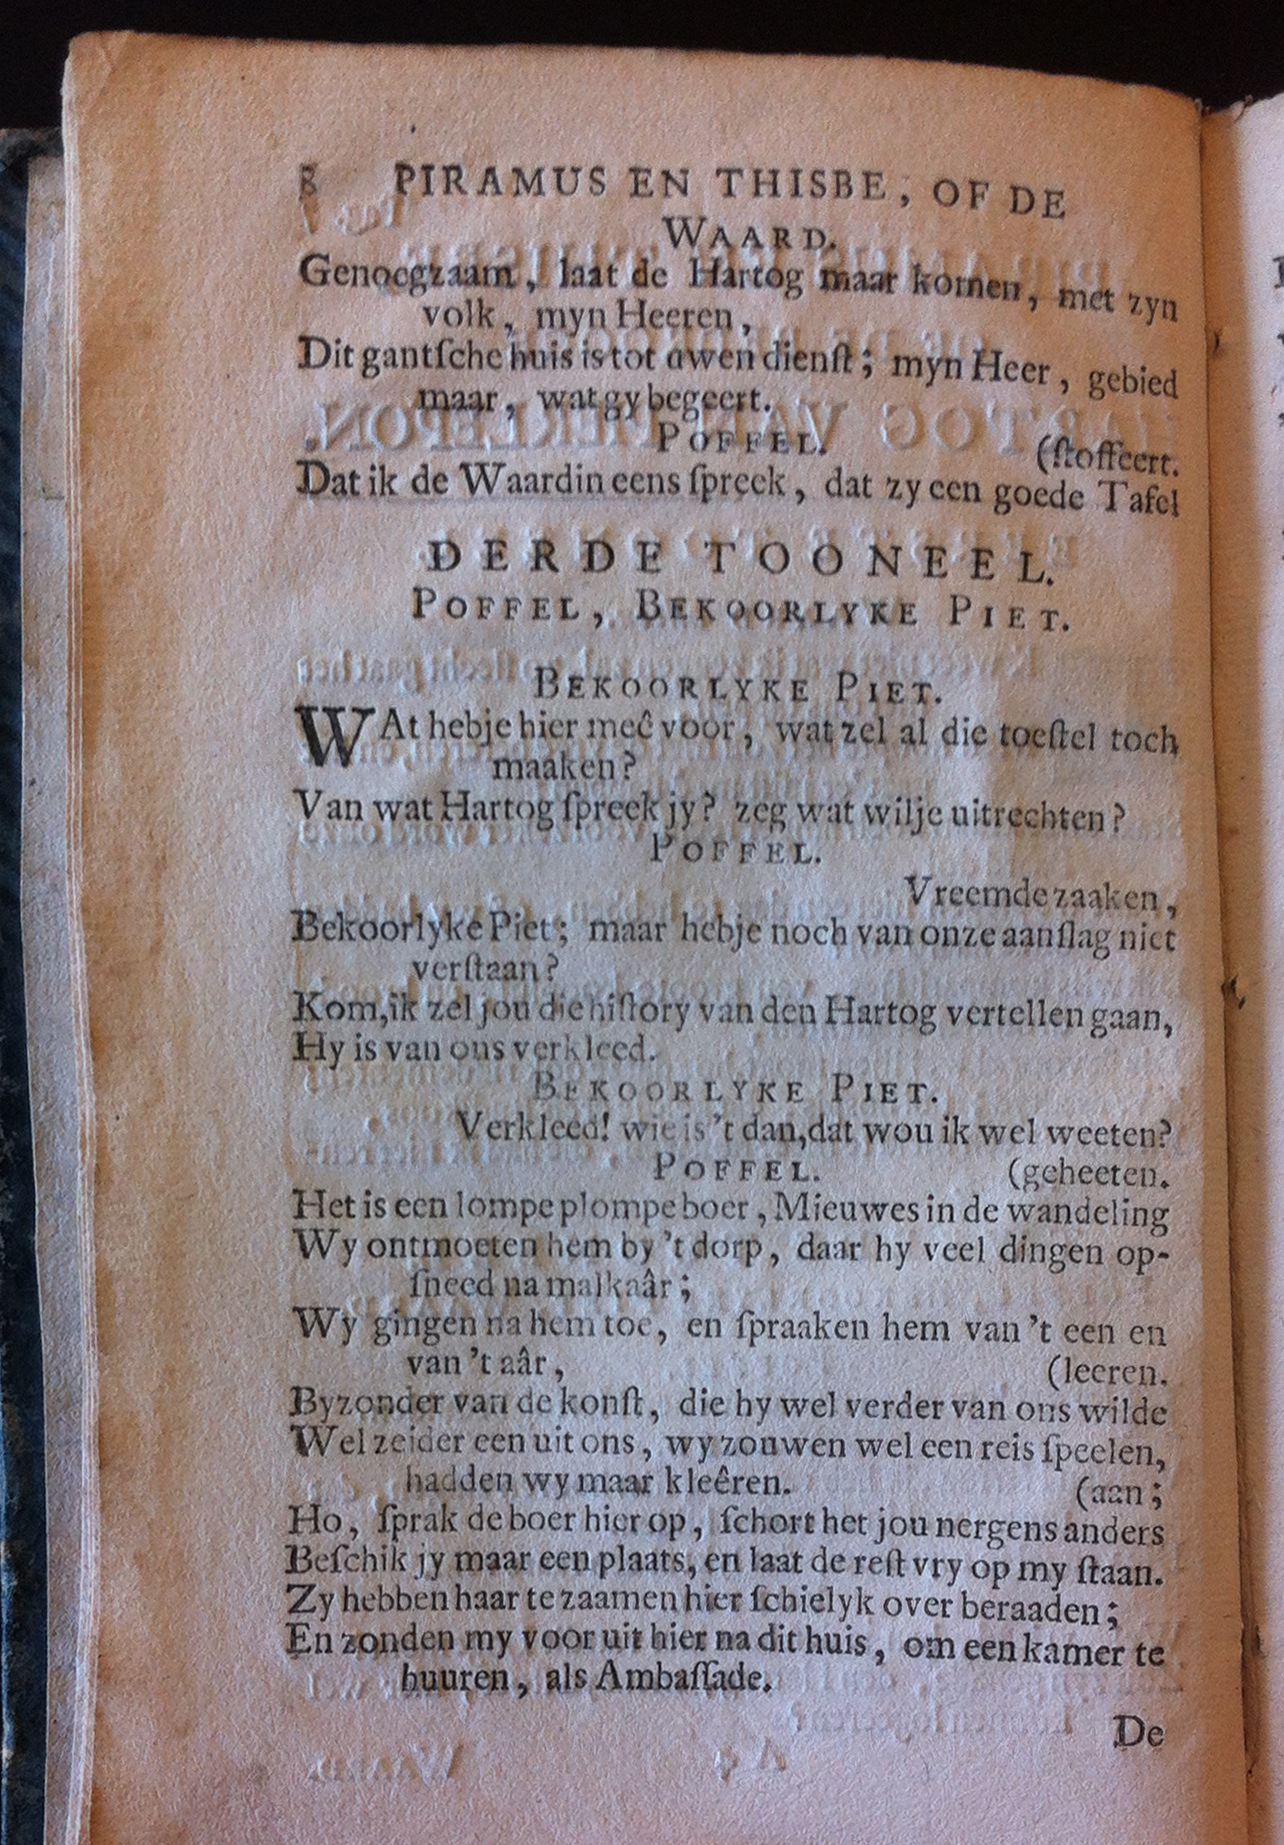 8 PIRAMUS EN THISBE, OF DE
WAARD.
Genoegzaam, laat de Hartog maar komen, met zyn
volk, myn Heeren,
Dit gantſche huis is tot uwen dienſt; myn Heer, gebied
maar, wat gy begeert.
POFFEL. (ſtoffeert.
Dat ik de Waardin eens ſpreek, dat zy een goede Tafel
DERDE TOONEEL.
POFFEL, BEKOORLYKE PIET.
BEKOORLYKE PIET.
WAt hebje hier meê voor, wat zel al die toeſtel toch
maaken?
Van wat Hartog ſpreek jy? zeg wat wilje uitrechten?
POFFEL.
Vreemde zaaken,
Bekoorlyke Piet; maar hebje noch van onze aanſlag niet
verſtaan?
Kom, ik zel jou die hiſtory van den Hartog vertellen gaan,
Hy is van ons verkleed.
BEKOORLYKE PIET.
Verkleed! wie is 't dan, dat wou ik wel weeten?
POFFEL. (geheeten.
Het is een lompe plompe boer, Mieuwes in de wandeling
Wy ontmoeten hem by 't dorp, daar hy veel dingen op-
ſneed na malkaâr;
Wy gingen na hem toe, en ſpraaken hem van 't een en
van 't aâr, (leeren.
Byzonder van de konſt, die hy wel verder van ons wilde
Wel zeider een uit ons, wy zouwen wel een reis ſpeelen,
hadden wy maar kleêren. (aan;
Ho, ſprak de boer hier op, ſchort het jou nergens anders
Beſchik jy maar een plaats, en laat de reſt vry op my ſtaan.
Zy hebben haar te zaamen hier ſchielyk over beraaden;
En zonden my voor uit hier na dit huis, om een kamer te
huuren, als Ambaſſade.
De